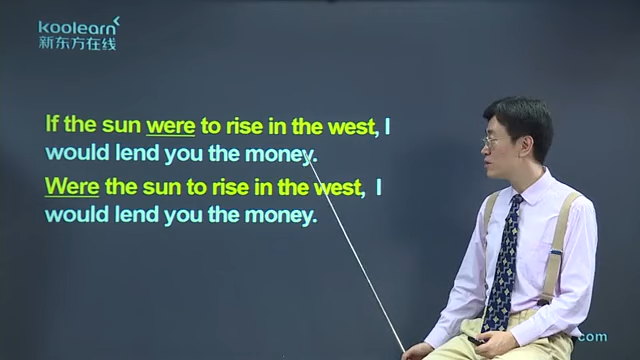 koolearn
新东方在线
If the sun were to rise in the west, I
would lend you the money.
Were the sun to rise in the west, I
would lend you the money.
com